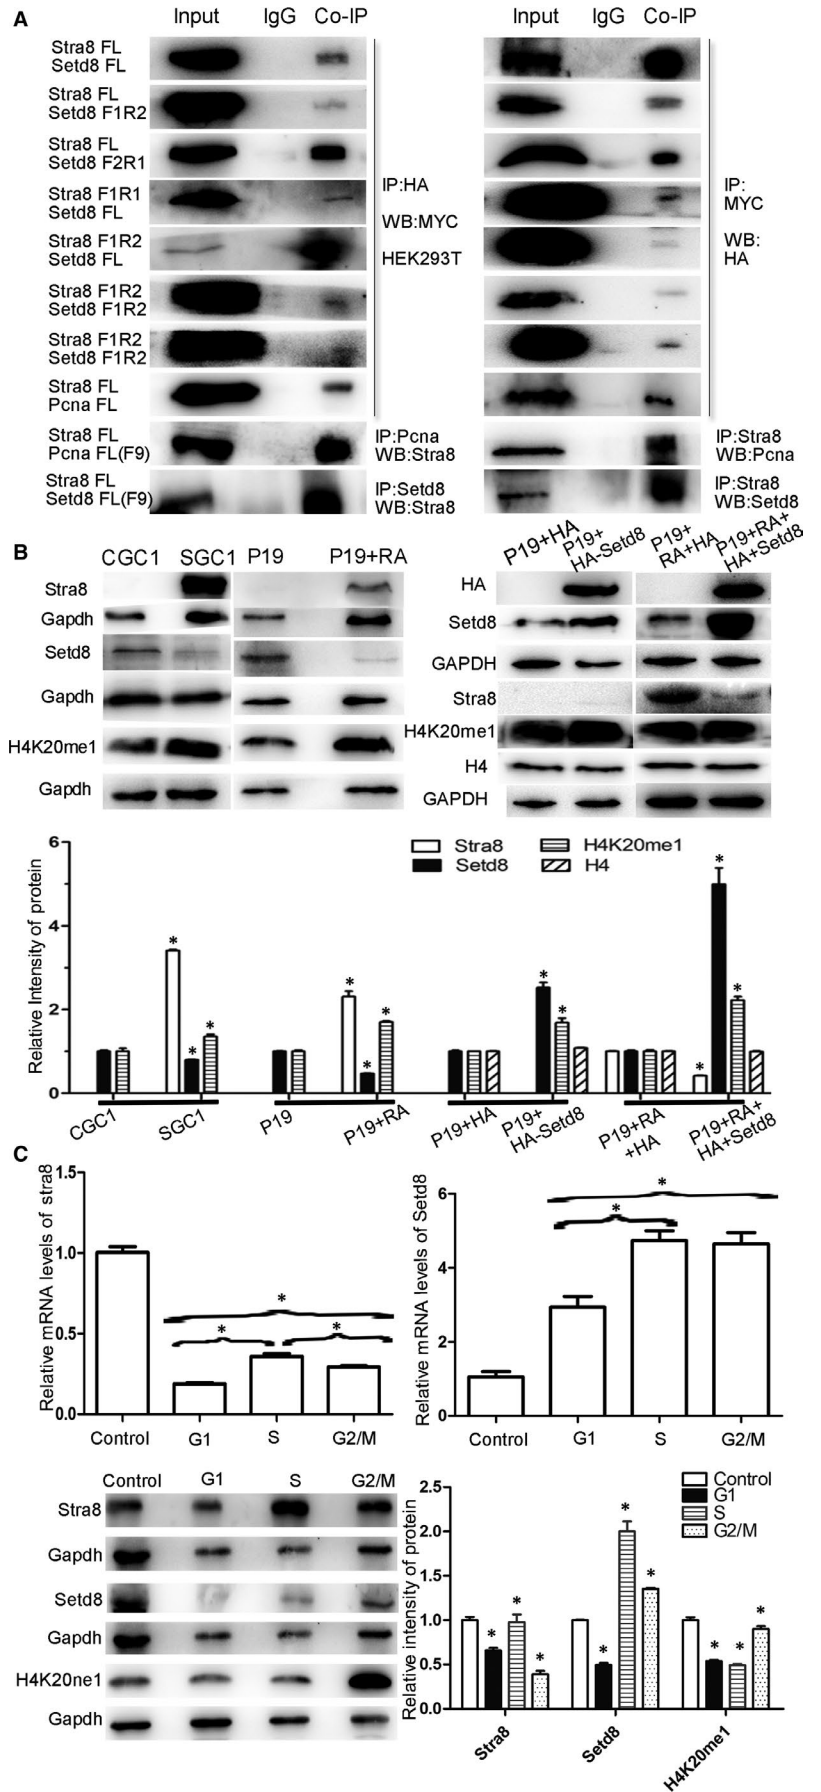 A
Input IgG Co-IP
Input IgG Co-IP
Stra8 FL
Setd8 FL
Stra8 FL
Setd8 F1R2
Stra8 FL
Setd8 F2R1
Stra8 F1R1
Setd8 FL
Stra8 F1R2
Setd8 FL
Stra8 F1R2
Setd8 F1R2
Stra8 F1R2
Setd8 F1R2
Stra8 FL
Pcna FL
Stra8 FL
Pcna FL(F9)
Stra8 FL
Setd8 FL(F9)
IP:HA
WB:MYC
HEK293T
IP:Pcna
WB:Stra8
IP:Setd8
WB:Stra8
IP:
MYC
WB:
HA
IP:Stra8
WB:Pcna
IP:Stra8
WB:Setd8
B
CGC1 SGC1 P19 P19+RA
Stra8
Gapdh
Setd8
Gapdh
H4K20me1
Gapdh
P19+HA
P19+
HA-Setd8
P19+
RA+HA
P19+RA+
HA+Setd8
HA
Setd8
GAPDH
Stra8
H4K20me1
H4
GAPDH
Relative Intensity of protein
6
4
2
0
Stra8
Setd8
H4K20me1
H4
*
*
*
*
*
*
*
*
*
*
*
CGC1
SGC1
P19
P19+RA
P19+HA
P19+
HA-Setd8
P19+RA
+HA
P19+RA+
HA+Setd8
C
Relative mRNA levels of stra8
1.5
1.0
0.5
0.0
*
*
*
Control G1 S G2/M
Relative mRNA levels of Setd8
6
4
2
0
*
*
Control G1 S G2/M
Control G1 S G2/M
Stra8
Gapdh
Setd8
Gapdh
H4K20ne1
Gapdh
Relative intensity of protein
2.5
2.0
1.5
1.0
0.5
0.0
Control
G1
S
G2/M
*
*
*
*
*
*
*
*
*
Stra8
Setd8
H4K20me1